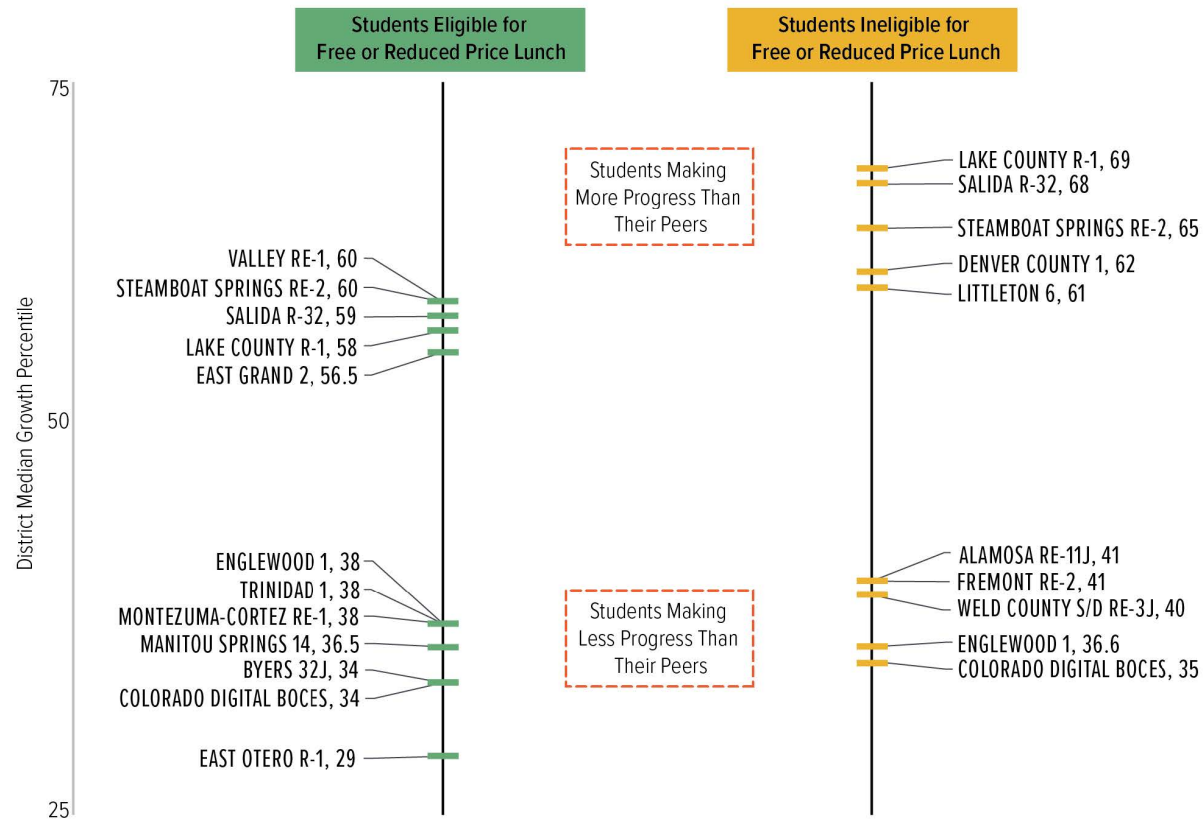 Students Eligible for
Free or Reduced Price Lunch
Students Ineligible for
Free or Reduced Price Lunch
District Median Growth Percentile
75
50
25
VALLEY RE-1, 60
STEAMBOAT SPRINGS RE-2, 60
SALIDA R-32, 59
LAKE COUNTY R-1, 58
EAST GRAND 2, 56.5
ENGLEWOOD 1, 38
TRINIDAD 1, 38
MONTEZUMA-CORTEZ RE-1, 38
MANITOU SPRINGS 14, 36.5
BYERS 32J, 34
COLORADO DIGITAL BOCES, 34
EAST OTERO R-1, 29
Students Making
More Progress Than
Their Peers
Students Making
Less Progress Than
Their Peers
LAKE COUNTY R-1, 69
SALIDA R-32, 68
STEAMBOAT SPRINGS RE-2, 65
DENVER COUNTY 1, 62
LITTLETON 6, 61
ALAMOSA RE-11J, 41
FREMONT RE-2, 41
WELD COUNTY S/D RE-3J, 40
ENGLEWOOD 1, 36.6
COLORADO DIGITAL BOCES, 35